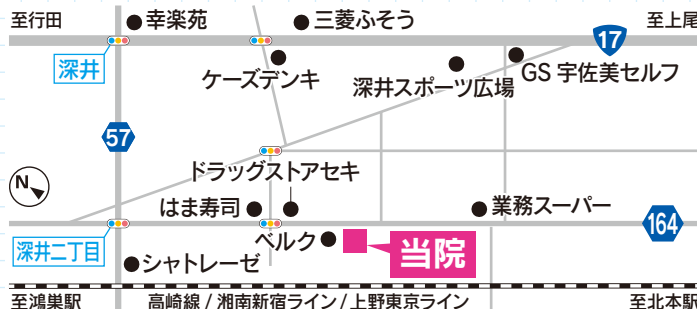 至行田
幸楽苑
三菱ふそう
至上尾
17
深井
ケーズデンキ
深井スポーツ広場
GS 宇佐美セルフ
57
N
ドラッグストアセキ
はま寿司
業務スーパー
164
深井二丁目
ベルク
当院
シャトレーゼ
至鴻巣駅
高崎線 / 湘南新宿ライン / 上野東京ライン
至北本駅